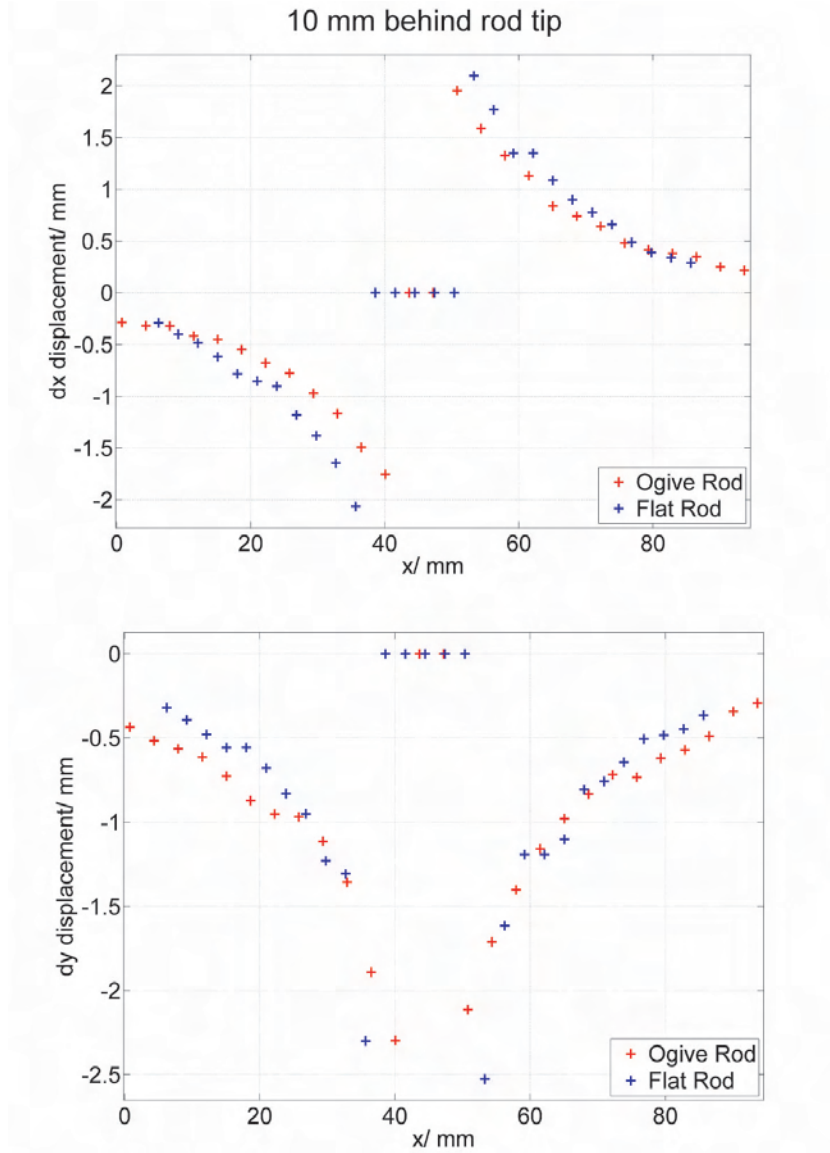 10 mm behind rod tip
2
1.5
1
0.5
0
-0.5
-1
-1.5
-2
dx displacement/ mm
Ogive Rod
Flat Rod
0 20 40 60 80
x/ mm
0
-0.5
-1
-1.5
-2
-2.5
dy displacement/ mm
Ogive Rod
Flat Rod
0 20 40 60 80
x/ mm